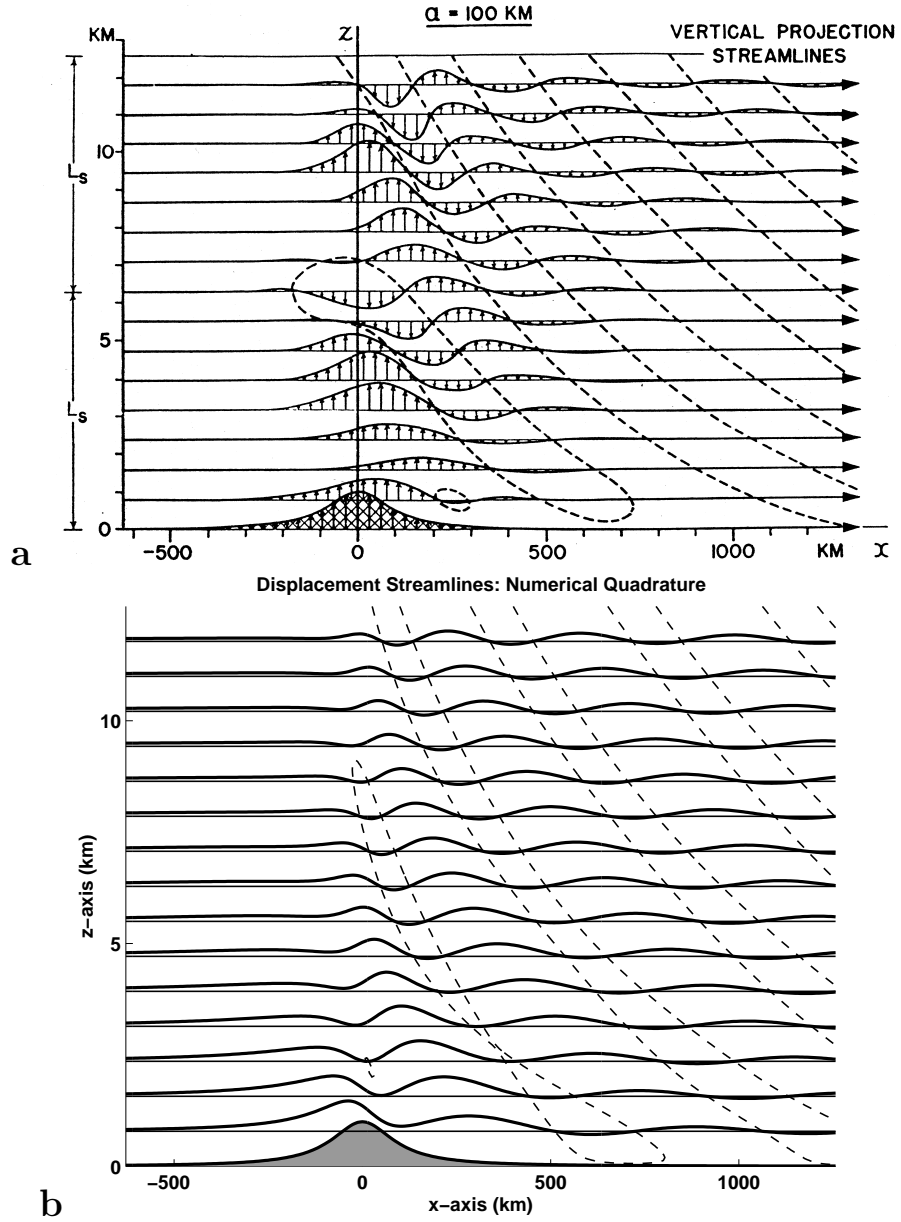 a = 100 KM
KM
z
VERTICAL PROJECTION
STREAMLINES
10
Ls
5
Ls
0
-500
0
500
1000
KM
x
a
Displacement Streamlines: Numerical Quadrature
10
z-axis (km)
5
0
−500
0
500
1000
x-axis (km)
b